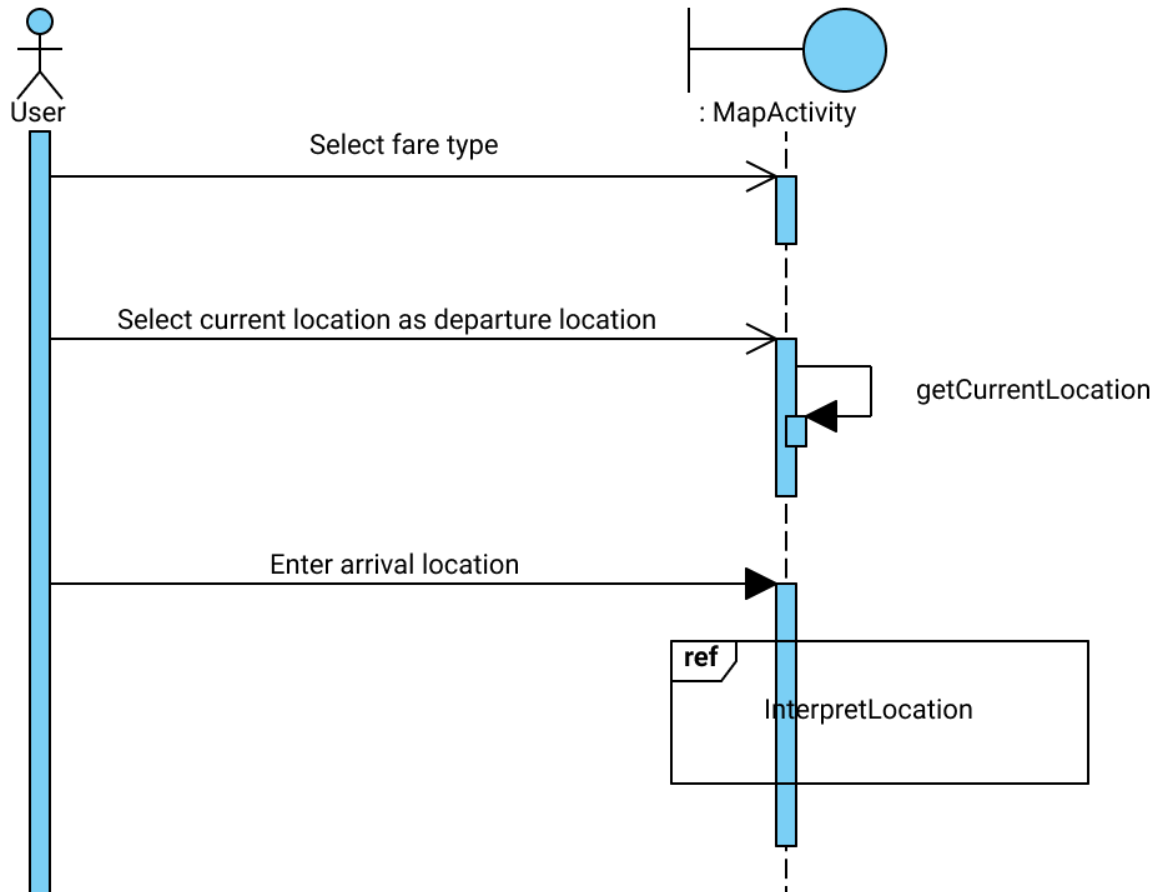 User
: MapActivity
Select fare type
Select current location as departure location
getCurrentLocation
Enter arrival location
ref
InterpretLocation